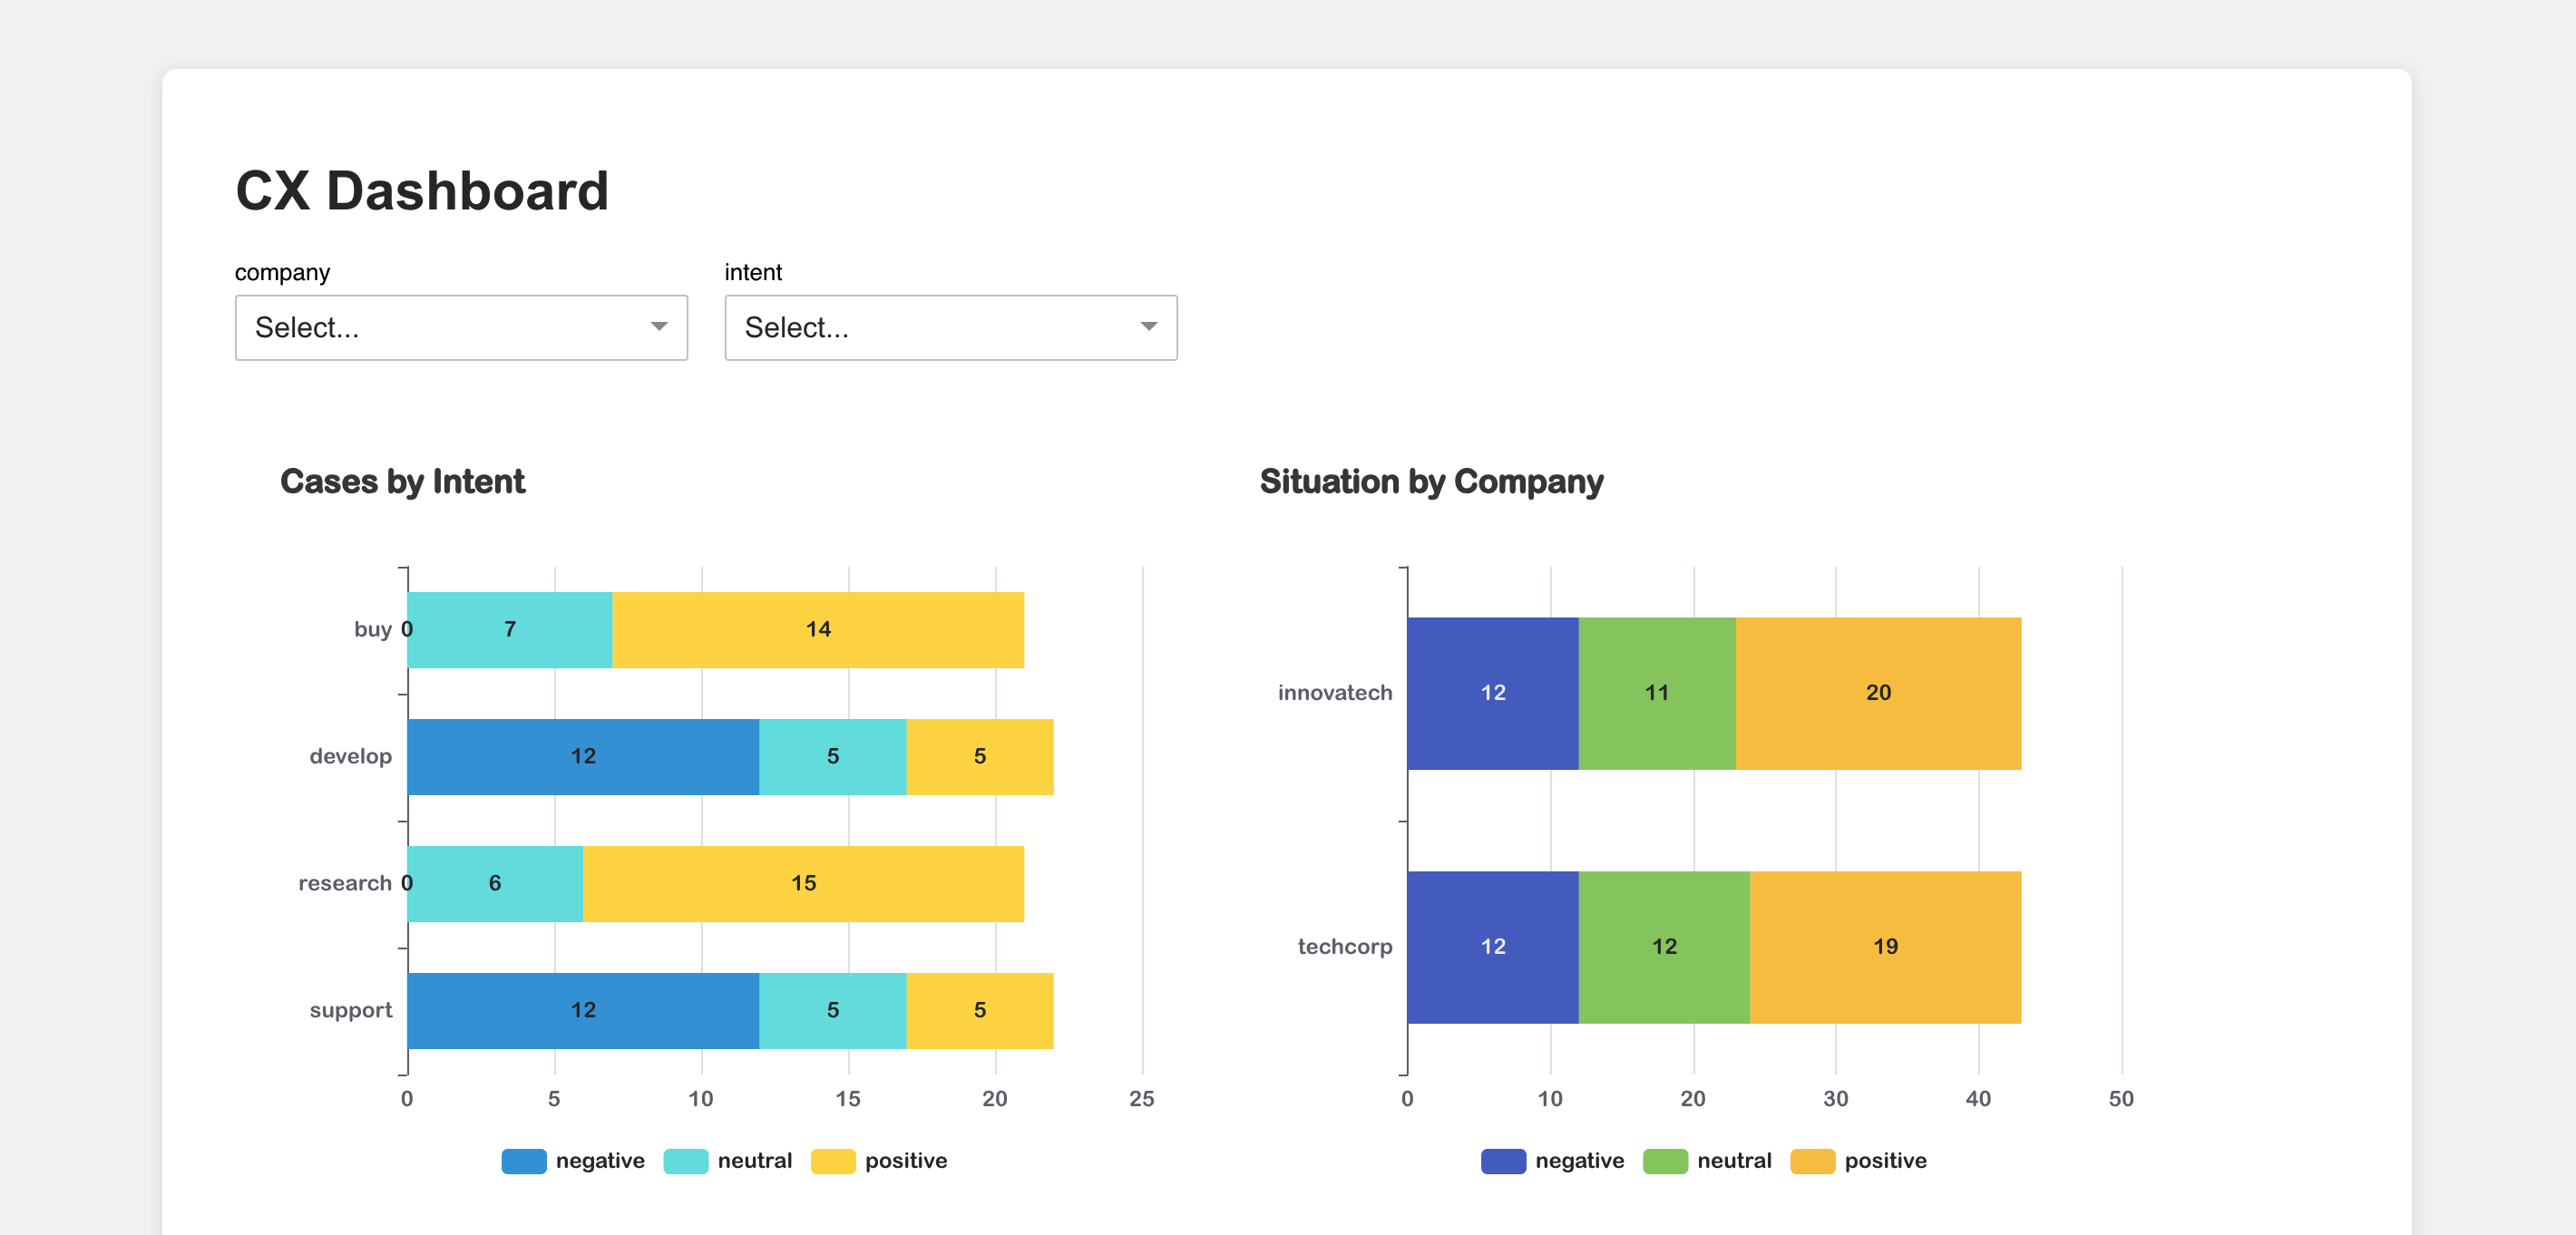 CX Dashboard
company
intent
Select...
Select...
Cases by Intent
buy 0 7 14
develop 12 5 5
research 0 6 15
support 12 5 5
0 5 10 15 20 25
negative neutral positive
Situation by Company
innovatech 12 11 20
techcorp 12 12 19
0 10 20 30 40 50
negative neutral positive